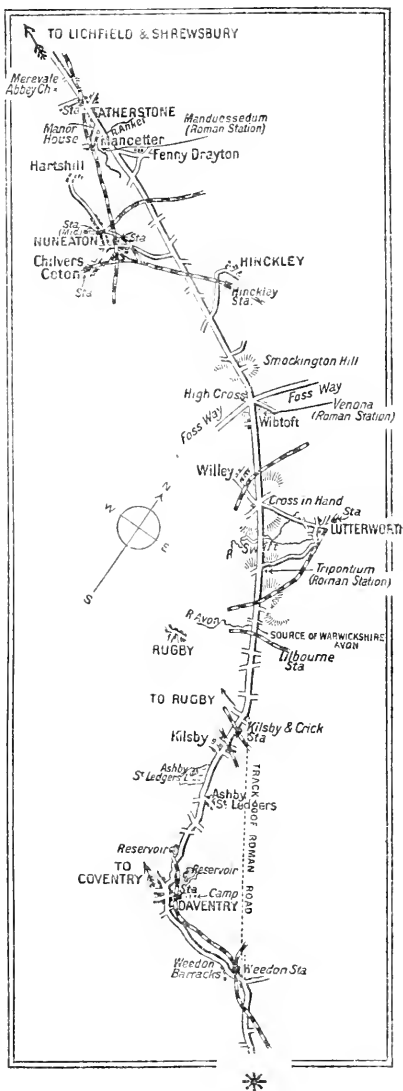 TO LICHFIELD & SHREWSBURY
Merevale
Abbey Ch.
Sta
ATHERSTONE
R. Anker
Manduessedum
(Roman Station)
Manor
House
Mancetter
Fenny Drayton
Hartshill
Sta
(Mid)
NUNEATON
Sta
Chilvers
Coton
Sta
HINCKLEY
Hinckley
Sta.
Smockington Hill
High Cross
Foss Way
Venona
(Roman Station)
Foss Way
Wibtoft
Willey
Cross in Hand
Sta
LUTTERWORTH
N
W
E
S
R
Swift
Tripontium
(Roman Station)
R Avon
SOURCE OF WARWICKSHIRE
AVON
RUGBY
Lilbourne
Sta
TO RUGBY
Kilsby & Crick
Sta
Kilsby
Ashby
St Ledgers L
Ashby
St Ledgers
TRACK OF ROMAN ROAD
Reservoir
TO
COVENTRY
Reservoir
Sta
Camp
DAVENTRY
Weedon
Barracks
Weedon Sta